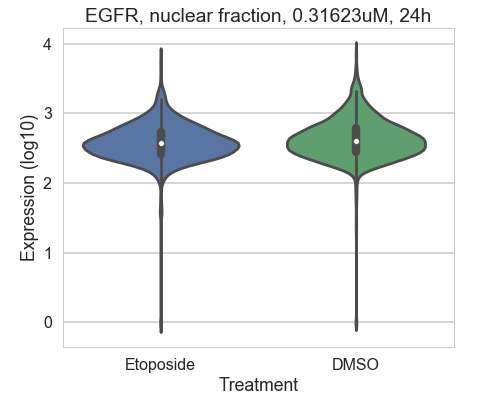 EGFR, nuclear fraction, 0.31623uM, 24h
Expression (log10)
4
3
2
1
0
Etoposide DMSO
Treatment